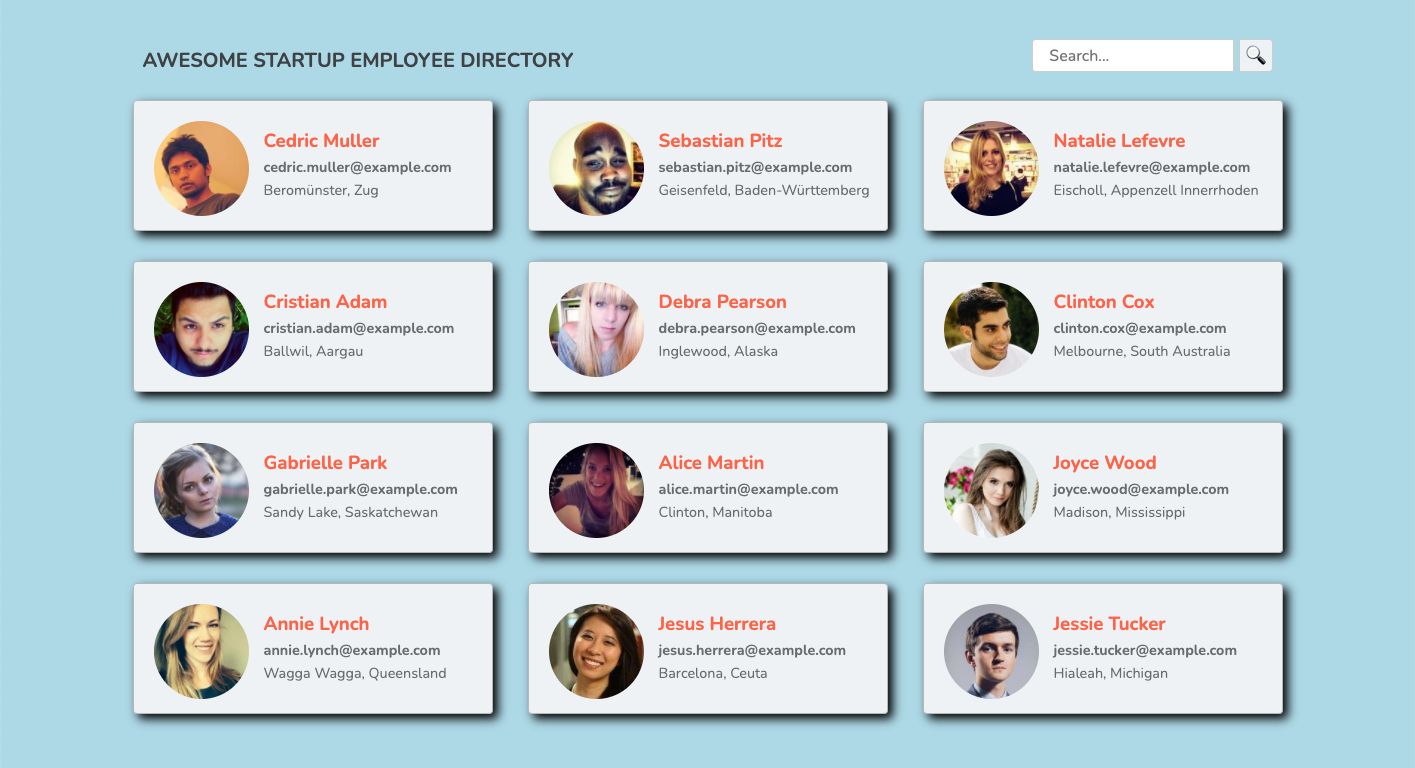 AWESOME STARTUP EMPLOYEE DIRECTORY
Search...
Cedric Muller
cedric.muller@example.com
Beromünster, Zug
Sebastian Pitz
sebastian.pitz@example.com
Geisenfeld, Baden-Württemberg
Natalie Lefevre
natalie.lefevre@example.com
Eischoll, Appenzell Innerrhoden
Cristian Adam
cristian.adam@example.com
Ballwil, Aargau
Debra Pearson
debra.pearson@example.com
Inglewood, Alaska
Clinton Cox
clinton.cox@example.com
Melbourne, South Australia
Gabrielle Park
gabrielle.park@example.com
Sandy Lake, Saskatchewan
Alice Martin
alice.martin@example.com
Clinton, Manitoba
Joyce Wood
joyce.wood@example.com
Madison, Mississippi
Annie Lynch
annie.lynch@example.com
Wagga Wagga, Queensland
Jesus Herrera
jesus.herrera@example.com
Barcelona, Ceuta
Jessie Tucker
jessie.tucker@example.com
Hialeah, Michigan